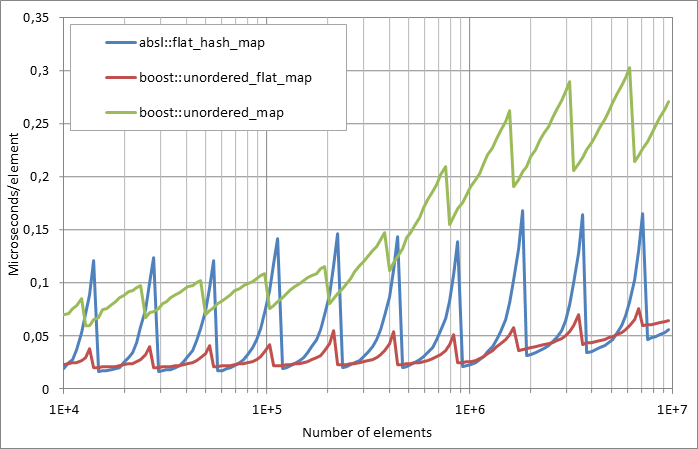 0,35
0,3
0,25
0,2
0,15
0,1
0,05
0
Microseconds/element
absl::flat_hash_map
boost::unordered_flat_map
boost::unordered_map
1E+4 1E+5 1E+6 1E+7
Number of elements